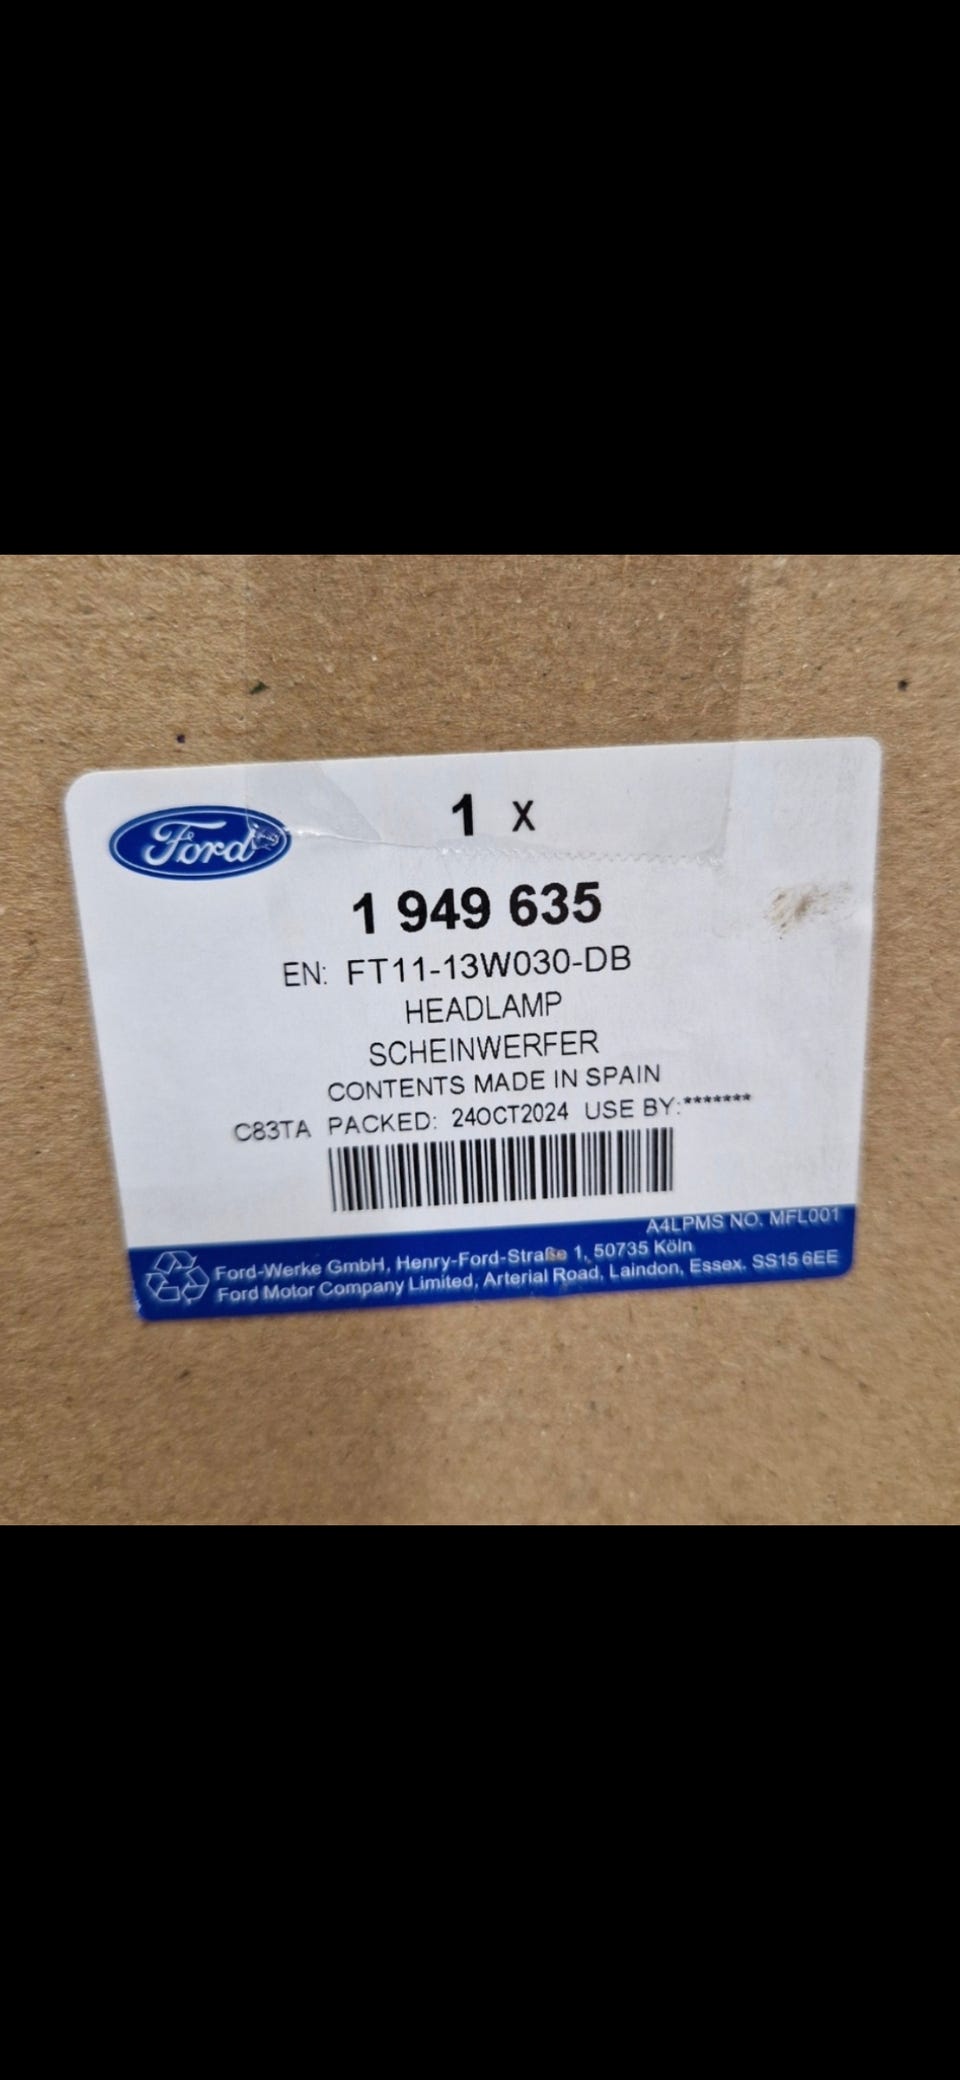 Ford
1 X
1 949 635
EN: FT11-13W030-DB
HEADLAMP
SCHEINWERFER
CONTENTS MADE IN SPAIN
C83TA PACKED: 24OCT2024 USE BY:*******
A4LPMS NO. MFL001
Ford-Werke GmbH, Henry-Ford-Straße 1, 50735 Köln
Ford Motor Company Limited, Arterial Road, Laindon, Essex. SS15 6EE